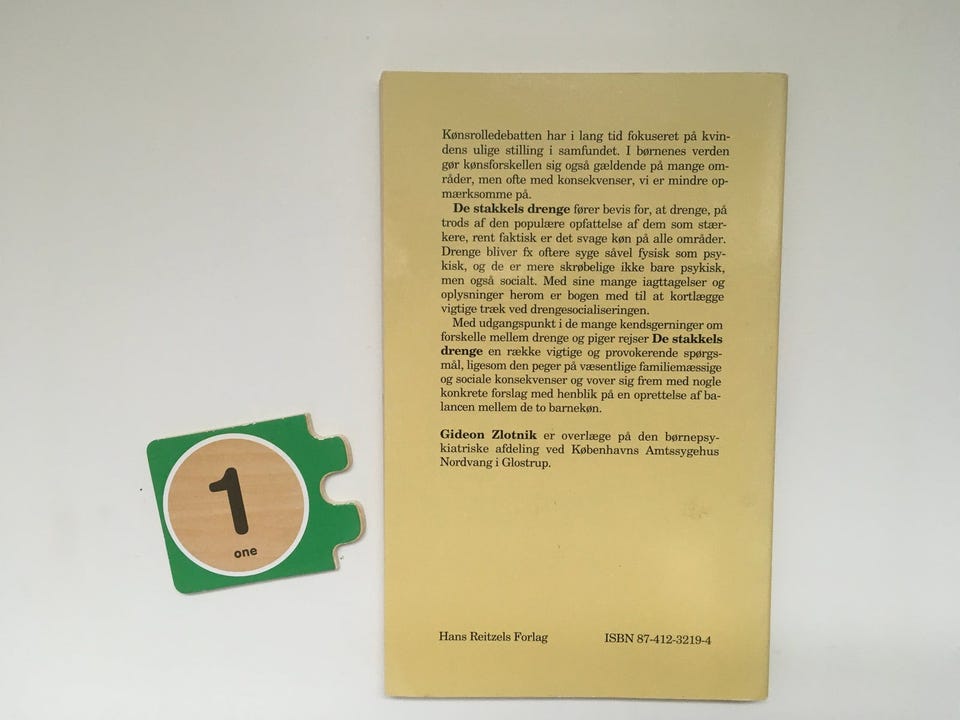 Kønsrolledebatten har i lang tid fokuseret på kvin-
dens ulige stilling i samfundet. I børnenes verden
gør kønsforskellen sig også gældende på mange om-
råder, men ofte med konsekvenser, vi er mindre op-
mærksomme på.
De stakkels drenge fører bevis for, at drenge, på
trods af den populære opfattelse af dem som stær-
kere, rent faktisk er det svage køn på alle områder.
Drenge bliver fx oftere syge såvel fysisk som psy-
kisk, og de er mere skrøbelige ikke bare psykisk,
men også socialt. Med sine mange iagttagelser og
oplysninger herom er bogen med til at kortlægge
vigtige træk ved drengesocialiseringen.
Med udgangspunkt i de mange kendsgerninger om
forskelle mellem drenge og piger rejser De stakkels
drenge en række vigtige og provokerende spørgs-
mål, ligesom den peger på væsentlige familiemæssige
og sociale konsekvenser og vover sig frem med nogle
konkrete forslag med henblik på en oprettelse af ba-
lancen mellem de to barnekøn.
Gideon Zlotnik er overlæge på den børnepsy-
kiatriske afdeling ved Københavns Amtssygehus
Nordvang i Glostrup.
Hans Reitzels Forlag ISBN 87-412-3219-4
1
one